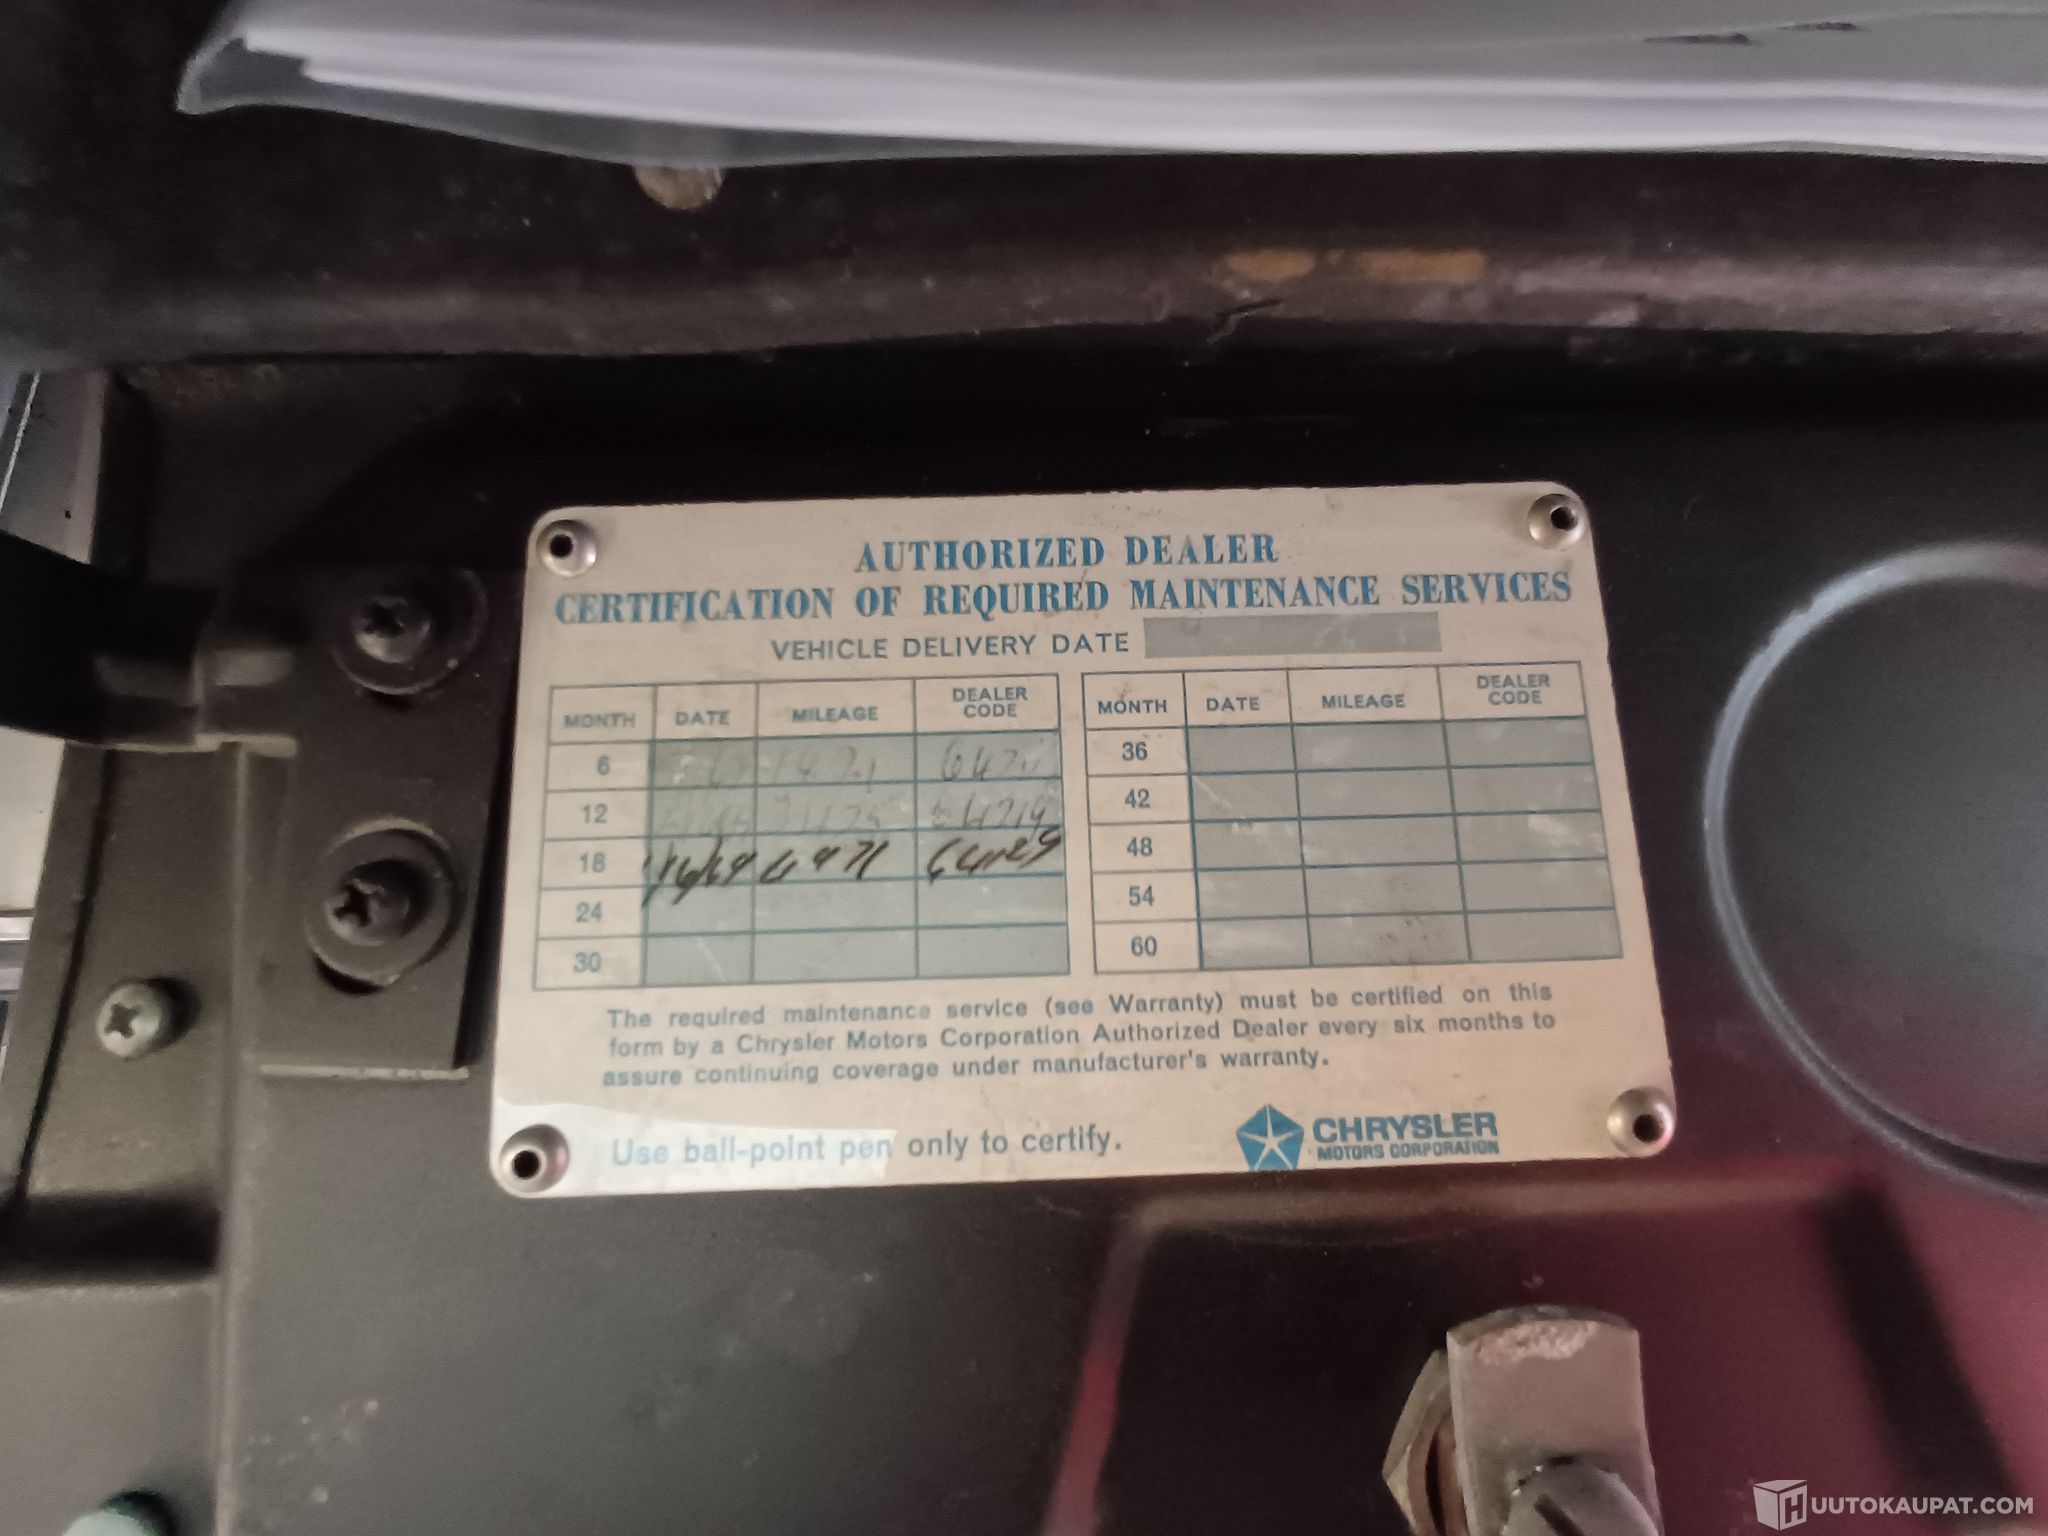 AUTHORIZED DEALER
CERTIFICATION OF REQUIRED MAINTENANCE SERVICES
VEHICLE DELIVERY DATE
MONTH DATE MILEAGE DEALER CODE
6
12
18
24
30
MONTH DATE MILEAGE DEALER CODE
36
42
48
54
60
The required maintenance service (see Warranty) must be certified on this
form by a Chrysler Motors Corporation Authorized Dealer every six months to
assure continuing coverage under manufacturer's warranty.
Use ball-point pen only to certify.
CHRYSLER
MOTORS CORPORATION
HUUTOKAUPAT.COM